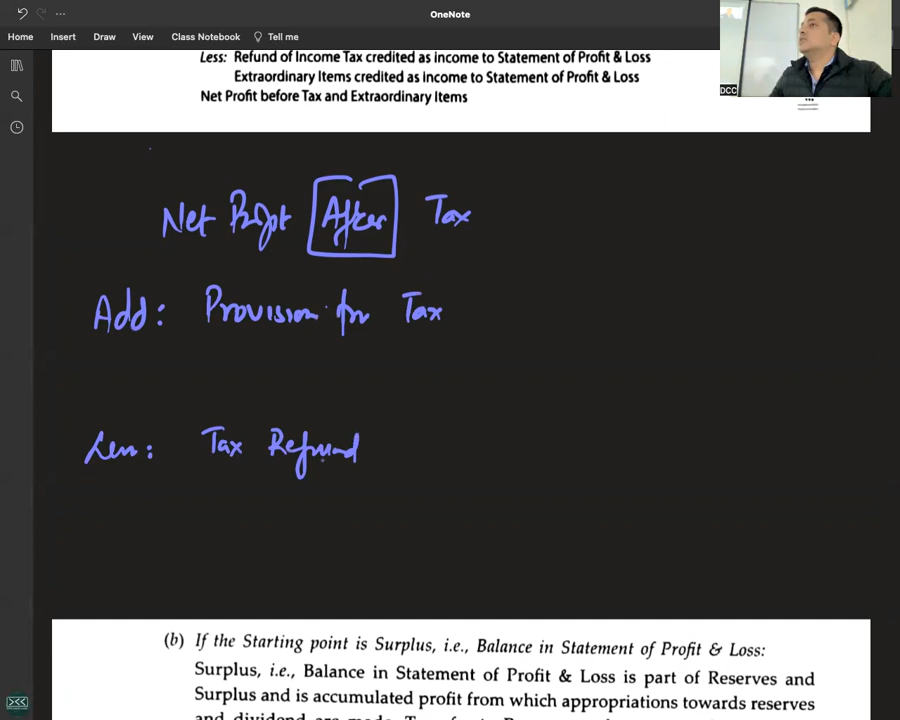 OneNote
Home Insert Draw View Class Notebook Tell me
Less: Refund of Income Tax credited as income to Statement of Profit & Loss
Extraordinary Items credited as income to Statement of Profit & Loss
Net Profit before Tax and Extraordinary Items
DCC
Net Profit After Tax
Add: Provision for Tax
Less: Tax Refund
(b) If the Starting point is Surplus, i.e., Balance in Statement of Profit & Loss:
Surplus, i.e., Balance in Statement of Profit & Loss is part of Reserves and
Surplus and is accumulated profit from which appropriations towards reserves
and dividend are made.